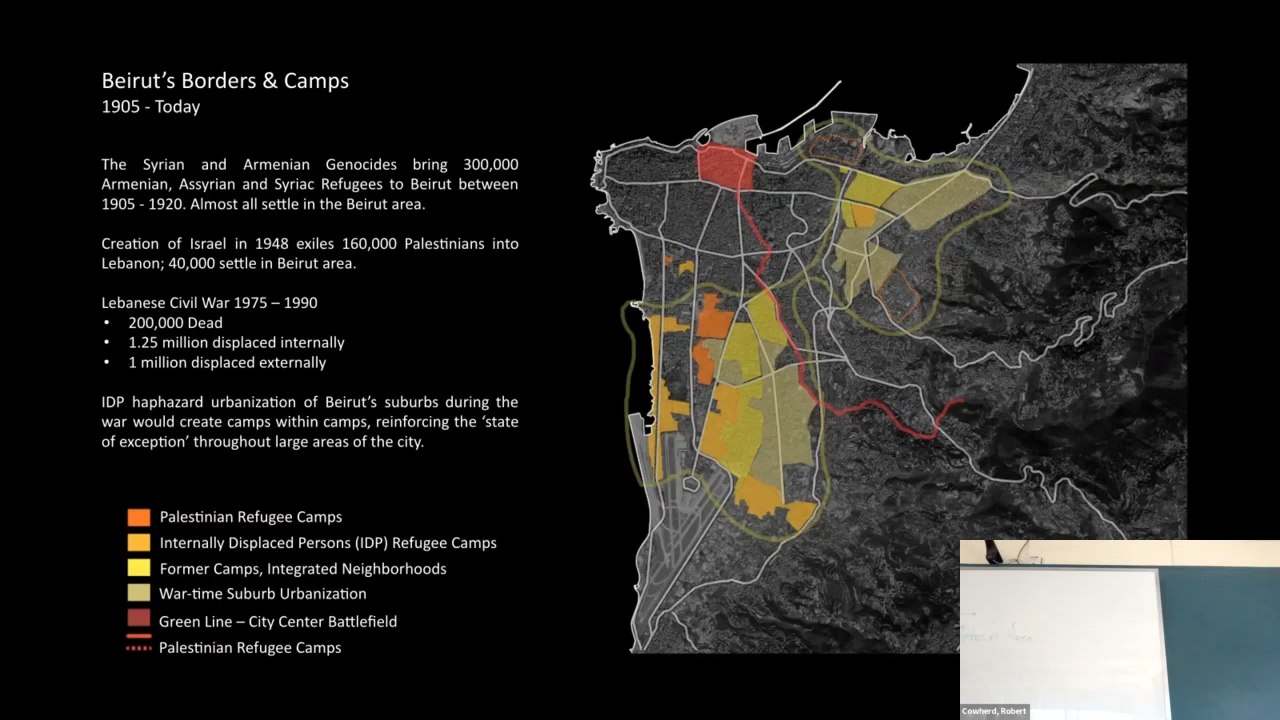 Beirut's Borders & Camps
1905 - Today
The Syrian and Armenian Genocides bring 300,000
Armenian, Assyrian and Syriac Refugees to Beirut between
1905 - 1920. Almost all settle in the Beirut area.
Creation of Israel in 1948 exiles 160,000 Palestinians into
Lebanon; 40,000 settle in Beirut area.
Lebanese Civil War 1975 – 1990
• 200,000 Dead
• 1.25 million displaced internally
• 1 million displaced externally
IDP haphazard urbanization of Beirut's suburbs during the
war would create camps within camps, reinforcing the 'state
of exception' throughout large areas of the city.
Palestinian Refugee Camps
Internally Displaced Persons (IDP) Refugee Camps
Former Camps, Integrated Neighborhoods
War-time Suburb Urbanization
Green Line – City Center Battlefield
Palestinian Refugee Camps
Cowherd, Robert